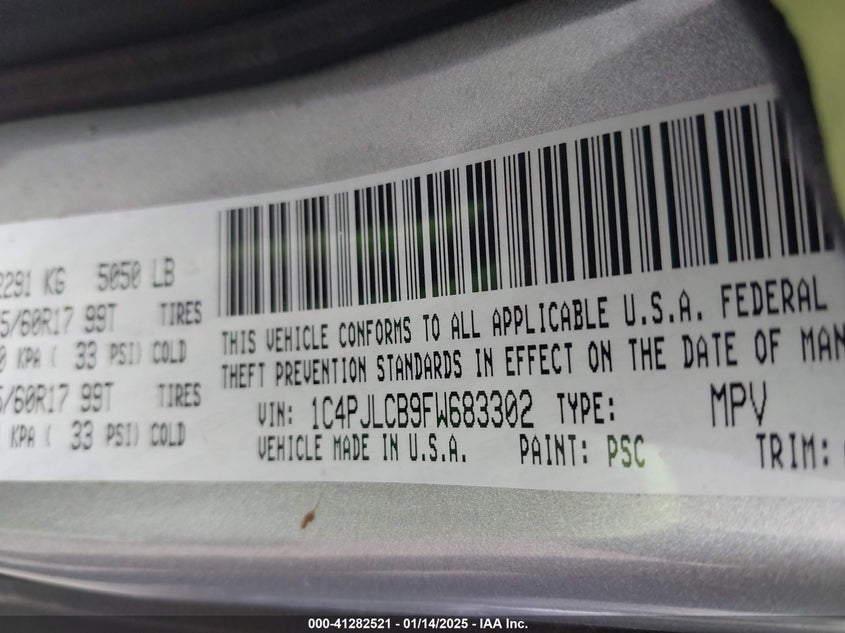 2291 KG 5050 LB
5/60R17 99T TIRES
0 KPA ( 33 PSI) COLD
5/60R17 99T TIRES
KPA ( 33 PSI) COLD
THIS VEHICLE CONFORMS TO ALL APPLICABLE U.S.A. FEDERAL
THEFT PREVENTION STANDARDS IN EFFECT ON THE DATE OF MAN
VIN: 1C4PJLCB9FW683302 TYPE: MPV
VEHICLE MADE IN U.S.A. PAINT: PSC TRIM:
000-41282521 - 01/14/2025 - IAA Inc.